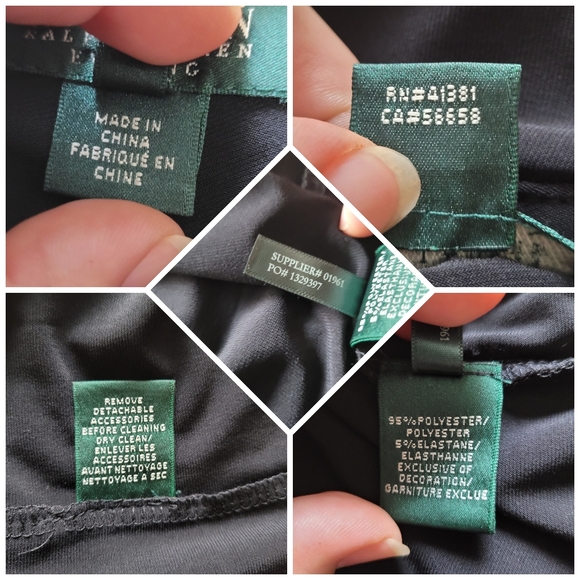 MADE IN
CHINA
FABRIQUÉ EN
CHINE
RN#41381
CA#56658
SUPPLIER# 01961
PO# 1329397
REMOVE
DETACHABLE
ACCESSORIES
BEFORE CLEANING
DRY CLEAN/
ENLEVER LES
ACCESSOIRES
AVANT NETTOYAGE
NETTOYAGE A SEC
961
95%POLYESTER/
POLYESTER
5%ELASTANE/
ELASTHANNE
EXCLUSIVE OF
DECORATION/
GARNITURE EXCLUE